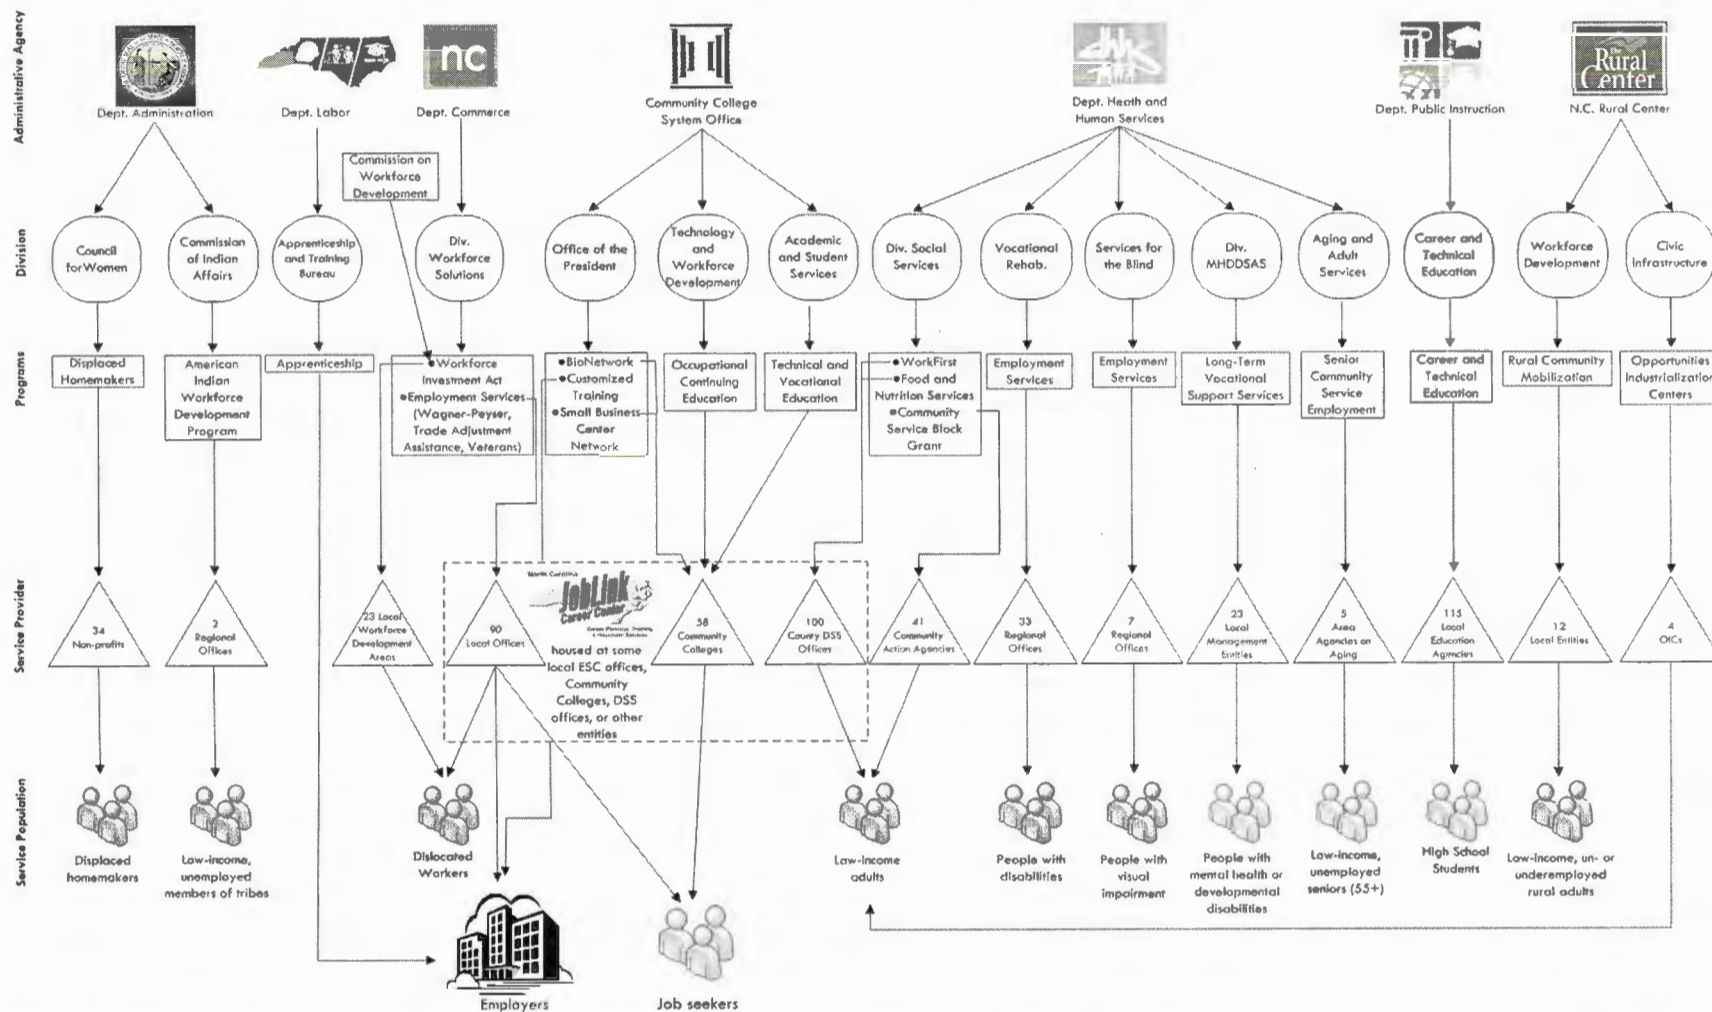 Administrative Agency
nc
The
Rural
Center
Dept. Administration
Dept. Labor
Dept. Commerce
Community College
System Office
Dept. Heath and
Human Services
Dept. Public Instruction
N.C. Rural Center
Commission on
Workforce
Development
Division
Council
for Women
Commission
of Indian
Affairs
Apprenticeship
and Training
Bureau
Div.
Workforce
Solutions
Office of the
President
Technology
and
Workforce
Development
Academic
and Student
Services
Div. Social
Services
Vocational
Rehab.
Services for
the Blind
Div.
MHDDSAS
Aging and
Adult
Services
Career and
Technical
Education
Workforce
Development
Civic
Infrastructure
Programs
Displaced
Homemakers
American
Indian
Workforce
Development
Program
Apprenticeship
•Workforce
Investment Act
•Employment Services
(Wagner-Peyser,
Trade Adjustment
Assistance, Veterans)
•BioNetwork
•Customized
Training
•Small Business
Center
Network
Occupational
Continuing
Education
Technical and
Vocational
Education
•WorkFirst
•Food and
Nutrition Services
•Community
Service Block
Grant
Employment
Services
Employment
Services
Long-Term
Vocational
Support Services
Senior
Community
Service
Employment
Career and
Technical
Education
Rural Community
Mobilization
Opportunities
Industrialization
Centers
Service Provider
34
Non-profits
2
Regional
Offices
23 Local
Workforce
Development
Areas
90
Local Offices
North Carolina
JobLink
Career Center
housed at some
local ESC offices,
Community
Colleges, DSS
offices, or other
entities
58
Community
Colleges
100
County DSS
Offices
41
Community
Action Agencies
33
Regional
Offices
7
Regional
Offices
23
Local
Management
Entities
5
Area
Agencies on
Aging
115
Local
Education
Agencies
12
Local Entities
4
OICs
Service Population
Displaced
homemakers
Low-income,
unemployed
members of tribes
Dislocated
Workers
Low-income
adults
People with
disabilities
People with
visual
impairment
People with
mental health or
developmental
disabilities
Low-income,
unemployed
seniors (55+)
High School
Students
Low-income, un- or
underemployed
rural adults
Employers
Job seekers